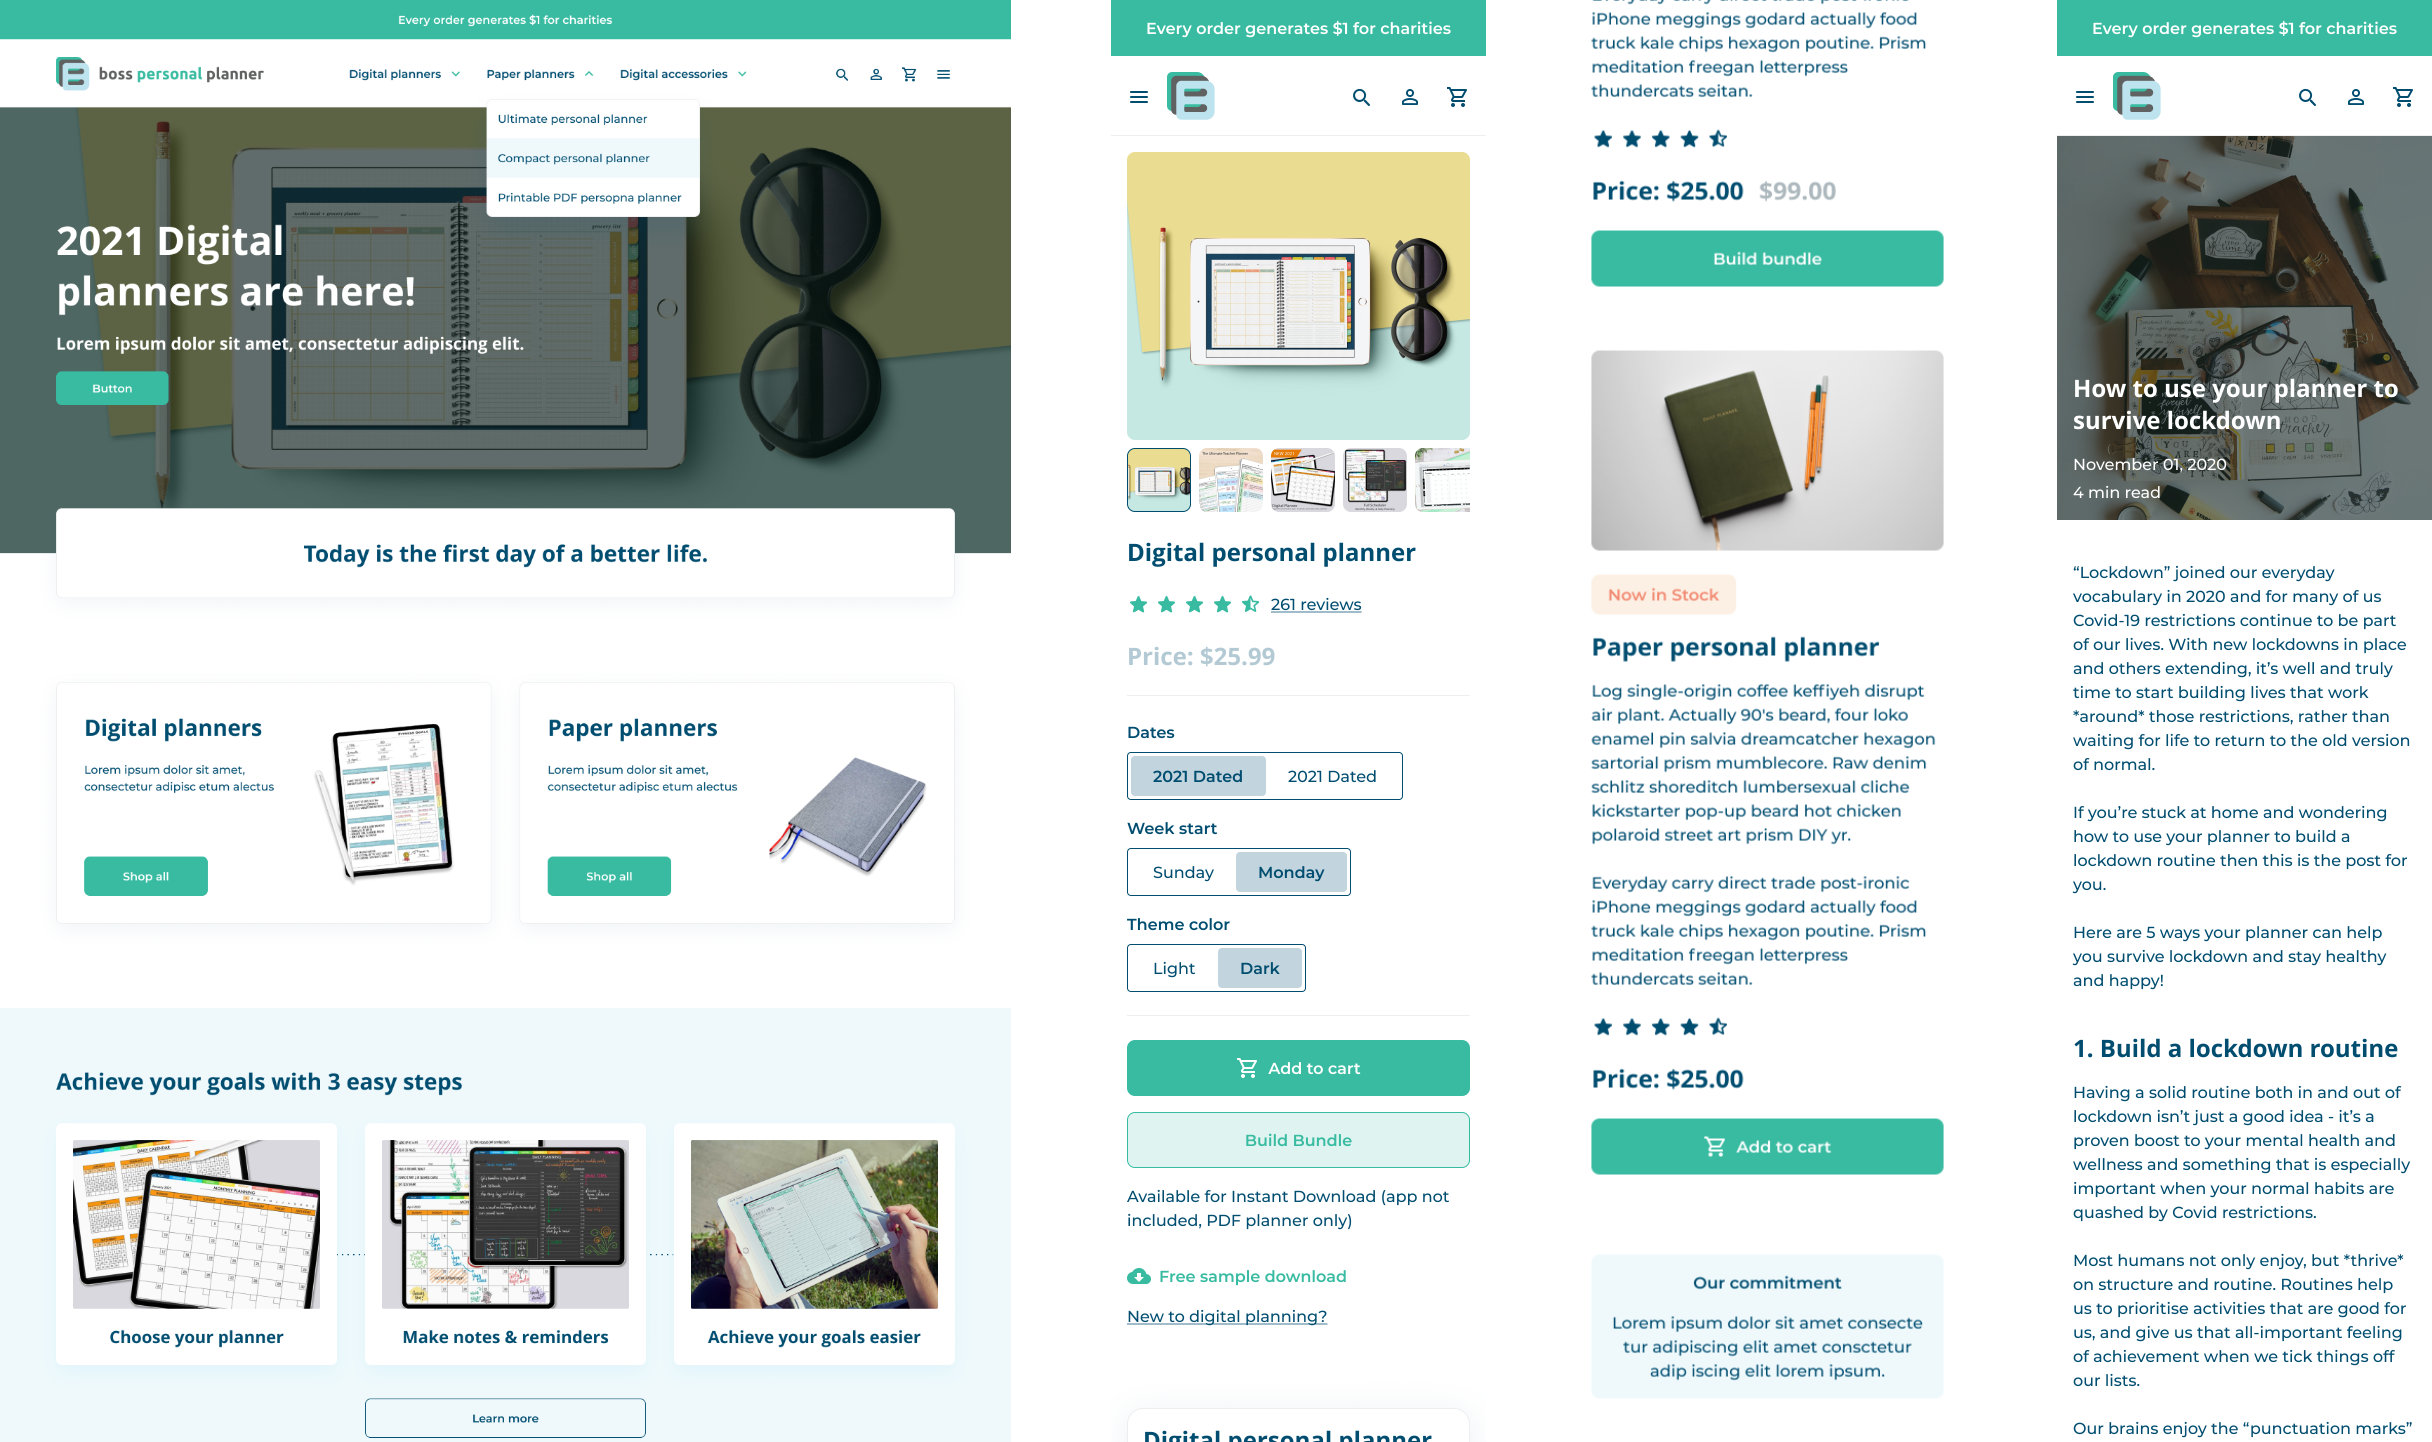 Every order generates $1 for charities
boss personal planner
Digital planners
Paper planners
Digital accessories
Ultimate personal planner
Compact personal planner
Printable PDF persopna planner
2021 Digital
planners are here!
Lorem ipsum dolor sit amet, consectetur adipiscing elit.
Button
Today is the first day of a better life.
Digital planners
Lorem ipsum dolor sit amet,
consectetur adipisc etum alectus
Shop all
Paper planners
Lorem ipsum dolor sit amet,
consectetur adipisc etum alectus
Shop all
Achieve your goals with 3 easy steps
DAILY CALENDAR
MONTHLY PLANNING
Choose your planner
Make notes & reminders
Achieve your goals easier
Learn more
Every order generates $1 for charities
Digital personal planner
261 reviews
Price: $25.99
Dates
2021 Dated
2021 Dated
Week start
Sunday
Monday
Theme color
Light
Dark
Add to cart
Build Bundle
Available for Instant Download (app not
included, PDF planner only)
Free sample download
New to digital planning?
Digital personal planner
Everyday carry direct trade post-ironic
iPhone meggings godard actually food
truck kale chips hexagon poutine. Prism
meditation freegan letterpress
thundercats seitan.
Price: $25.00 $99.00
Build bundle
Now in Stock
Paper personal planner
Log single-origin coffee keffiyeh disrupt
air plant. Actually 90's beard, four loko
enamel pin salvia dreamcatcher hexagon
sartorial prism mumblecore. Raw denim
schlitz shoreditch lumbersexual cliche
kickstarter pop-up beard hot chicken
polaroid street art prism DIY yr.
Everyday carry direct trade post-ironic
iPhone meggings godard actually food
truck kale chips hexagon poutine. Prism
meditation freegan letterpress
thundercats seitan.
Price: $25.00
Add to cart
Our commitment
Lorem ipsum dolor sit amet consecte
tur adipiscing elit amet consctetur
adip iscing elit lorem ipsum.
Every order generates $1 for charities
How to use your planner to
survive lockdown
November 01, 2020
4 min read
“Lockdown” joined our everyday
vocabulary in 2020 and for many of us
Covid-19 restrictions continue to be part
of our lives. With new lockdowns in place
and others extending, it’s well and truly
time to start building lives that work
*around* those restrictions, rather than
waiting for life to return to the old version
of normal.
If you’re stuck at home and wondering
how to use your planner to build a
lockdown routine then this is the post for
you.
Here are 5 ways your planner can help
you survive lockdown and stay healthy
and happy!
1. Build a lockdown routine
Having a solid routine both in and out of
lockdown isn’t just a good idea - it’s a
proven boost to your mental health and
wellness and something that is especially
important when your normal habits are
quashed by Covid restrictions.
Most humans not only enjoy, but *thrive*
on structure and routine. Routines help
us to prioritise activities that are good for
us, and give us that all-important feeling
of achievement when we tick things off
our lists.
Our brains enjoy the “punctuation marks”